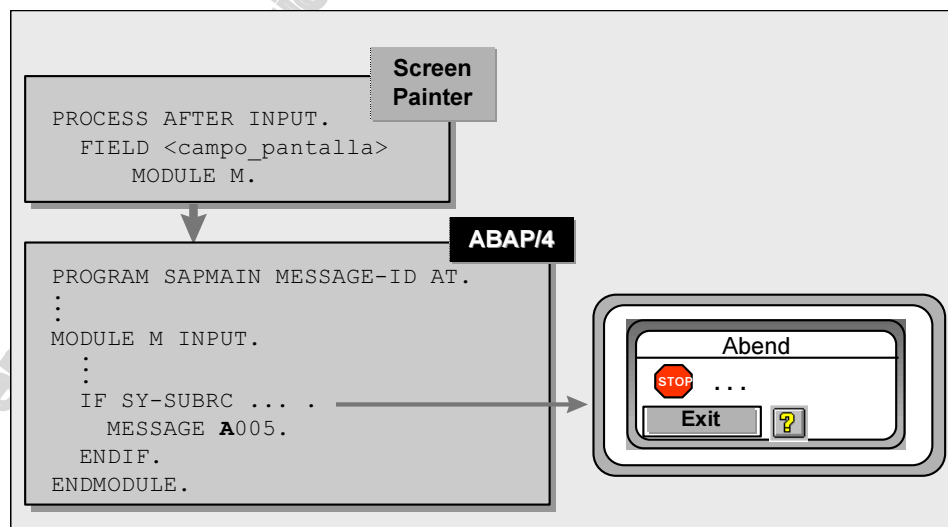 Screen
Painter
PROCESS AFTER INPUT.
FIELD <campo_pantalla>
MODULE M.
ABAP/4
PROGRAM SAPMAIN MESSAGE-ID AT.
:
:
MODULE M INPUT.
:
:
IF SY-SUBRC ... .
MESSAGE A005.
ENDIF.
ENDMODULE.
Abend
STOP ...
Exit ?